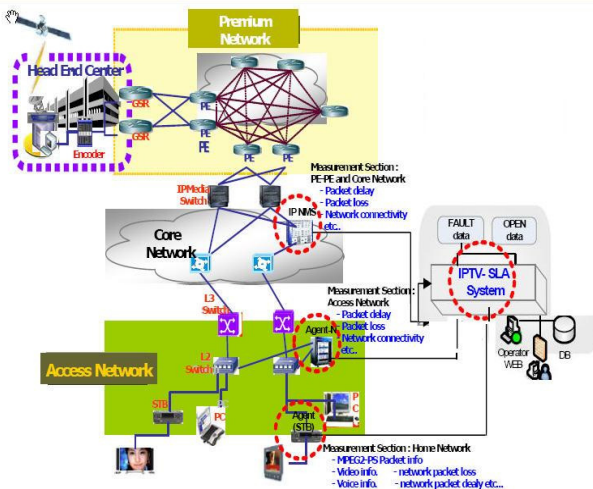 Premium
Network
Head End Center
GSR
GSR
Encoder
PE
PE
PE
PE
PE
Measurement Section :
PE-PE and Core Network
- Packet delay
- Packet loss
- Network connectivity
etc..
IPMedia
Switch
IP NMS
Core
Network
FAULT
data
OPEN
data
IPTV- SLA
System
Operator
WEB
DB
Measurement Section :
Access Network
- Packet delay
- Packet loss
Network connectivity
etc..
L3
Switch
Agent-N
L2
Switch
Access Network
STB
PC
P
C
Agent
(STB)
Measurement Section : Home Network
- MPEG2-PS Packet info
- Video info. - network packet loss
- Voice info. - network packet dealy etc...